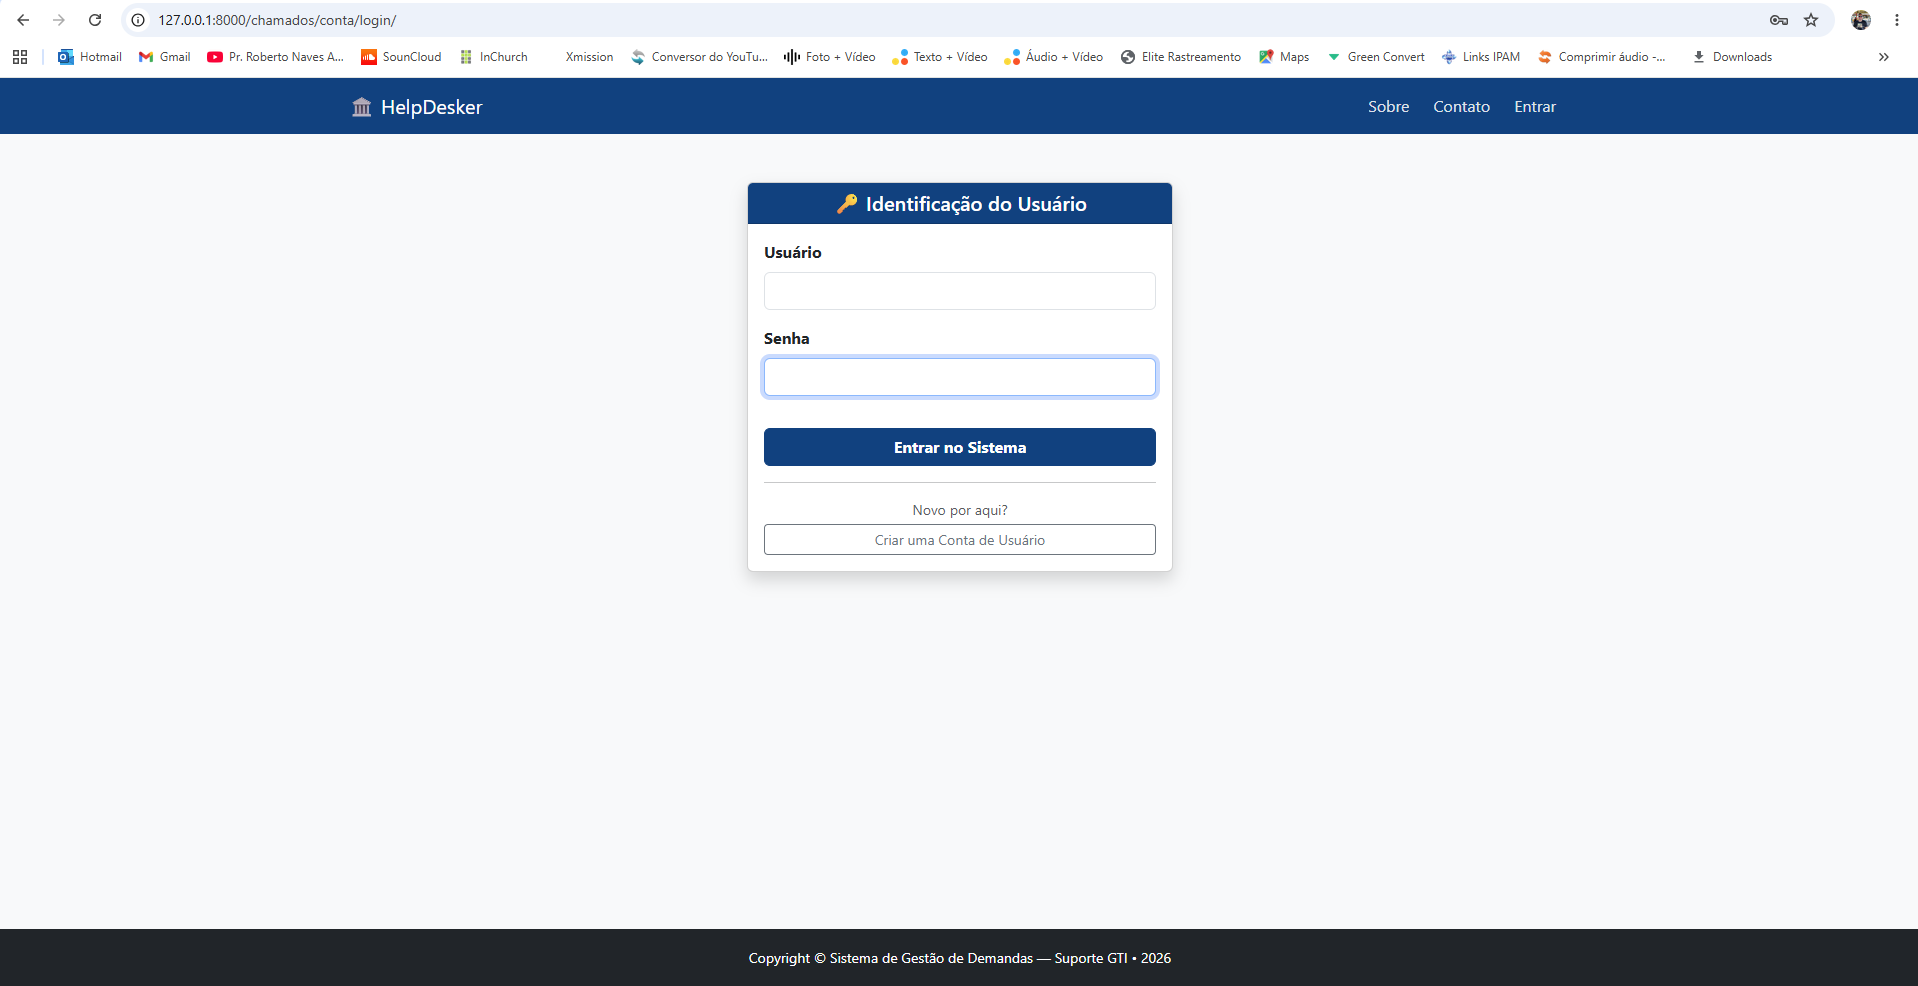 127.0.0.1:8000/chamados/conta/login/
Hotmail Gmail Pr. Roberto Naves A... SounCloud InChurch Xmission Conversor do YouTu... Foto + Vídeo Texto + Vídeo Áudio + Vídeo Elite Rastreamento Maps Green Convert Links IPAM Comprimir áudio -... Downloads
HelpDesker Sobre Contato Entrar
Identificação do Usuário
Usuário
Senha
Entrar no Sistema
Novo por aqui?
Criar uma Conta de Usuário
Copyright © Sistema de Gestão de Demandas — Suporte GTI • 2026